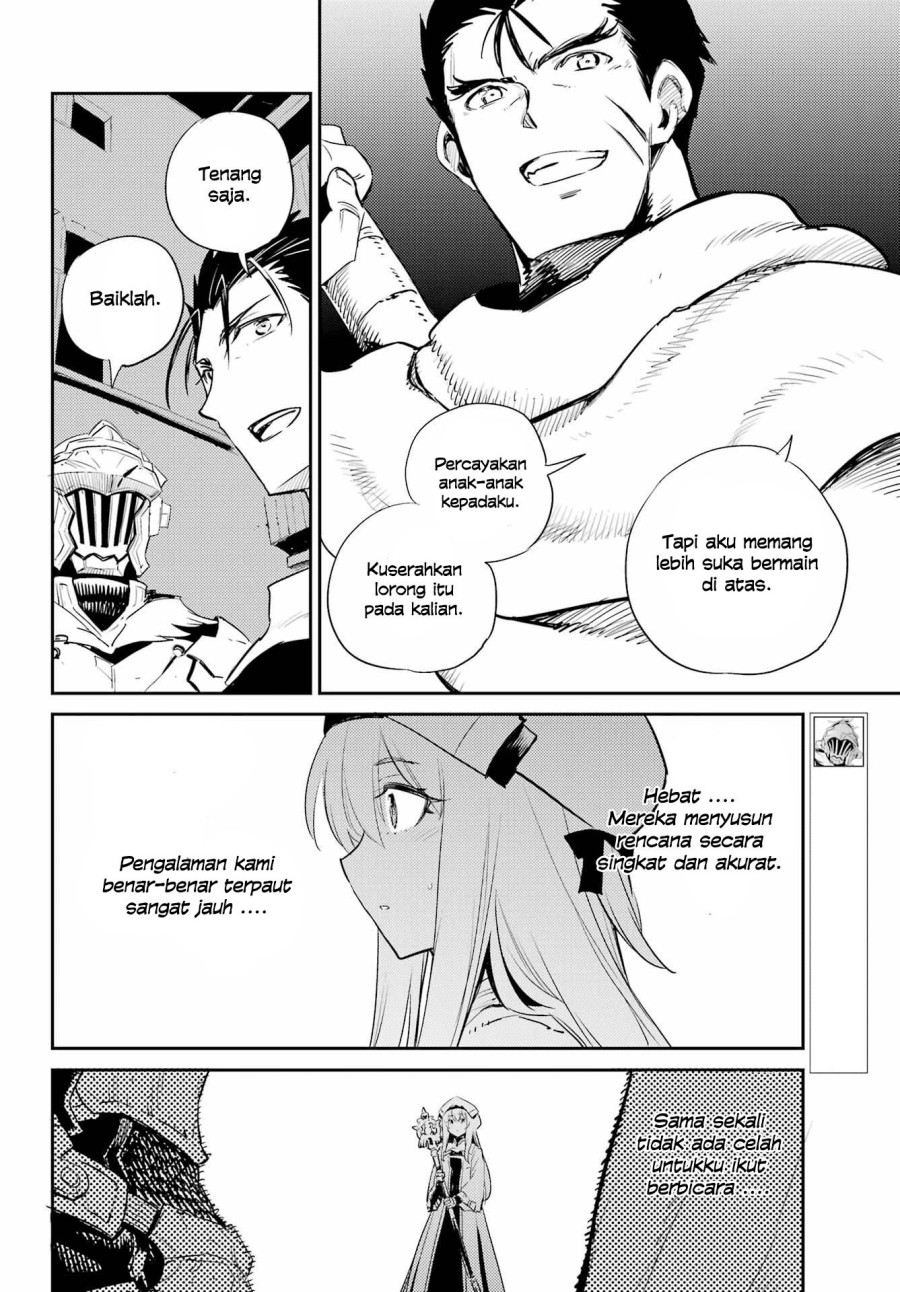 Tapi aku memang
lebih suka bermain
di atas.
Percayakan
anak-anak
kepadaku.
Kuserahkan
lorong itu
pada kalian.
Tenang
saja.
Baiklah.
Hebat ....
Mereka menyusun
rencana secara
singkat dan akurat.
Pengalaman kami
benar-benar terpaut
sangat jauh ....
Sama sekali
tidak ada celah
untukku ikut
berbicara ....